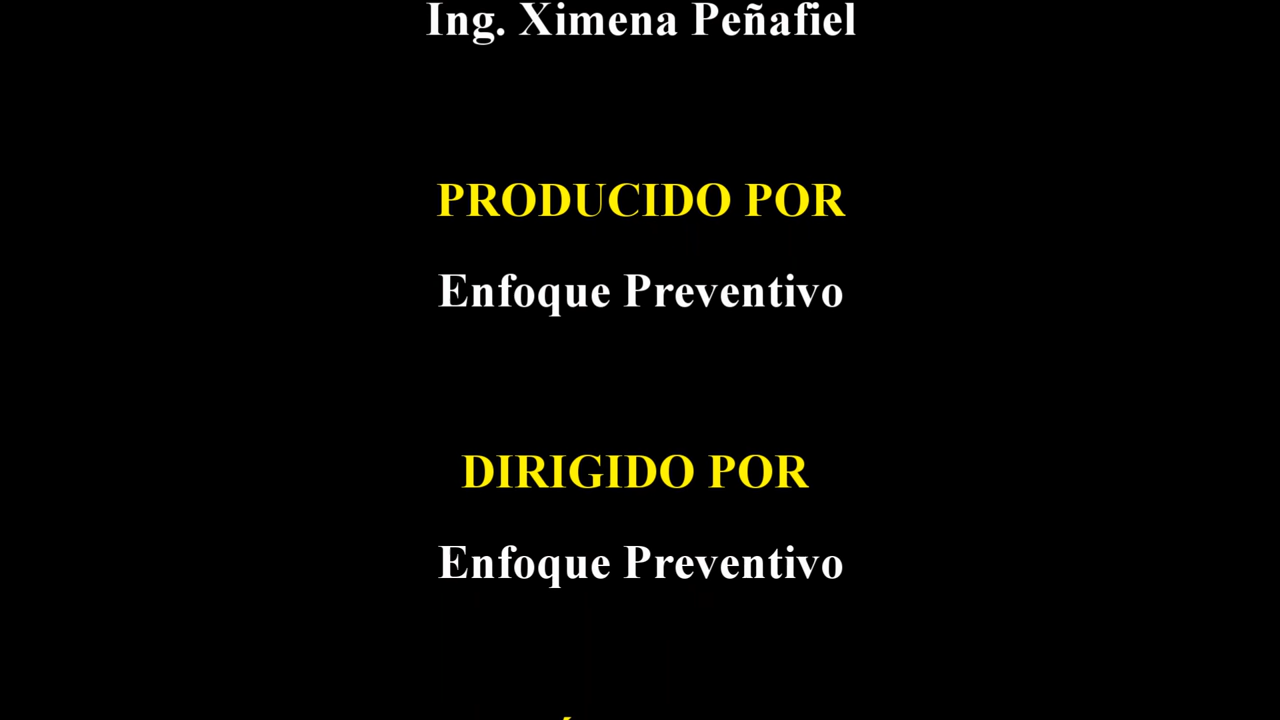 Ing. Ximena Peñafiel
PRODUCIDO POR
Enfoque Preventivo
DIRIGIDO POR
Enfoque Preventivo